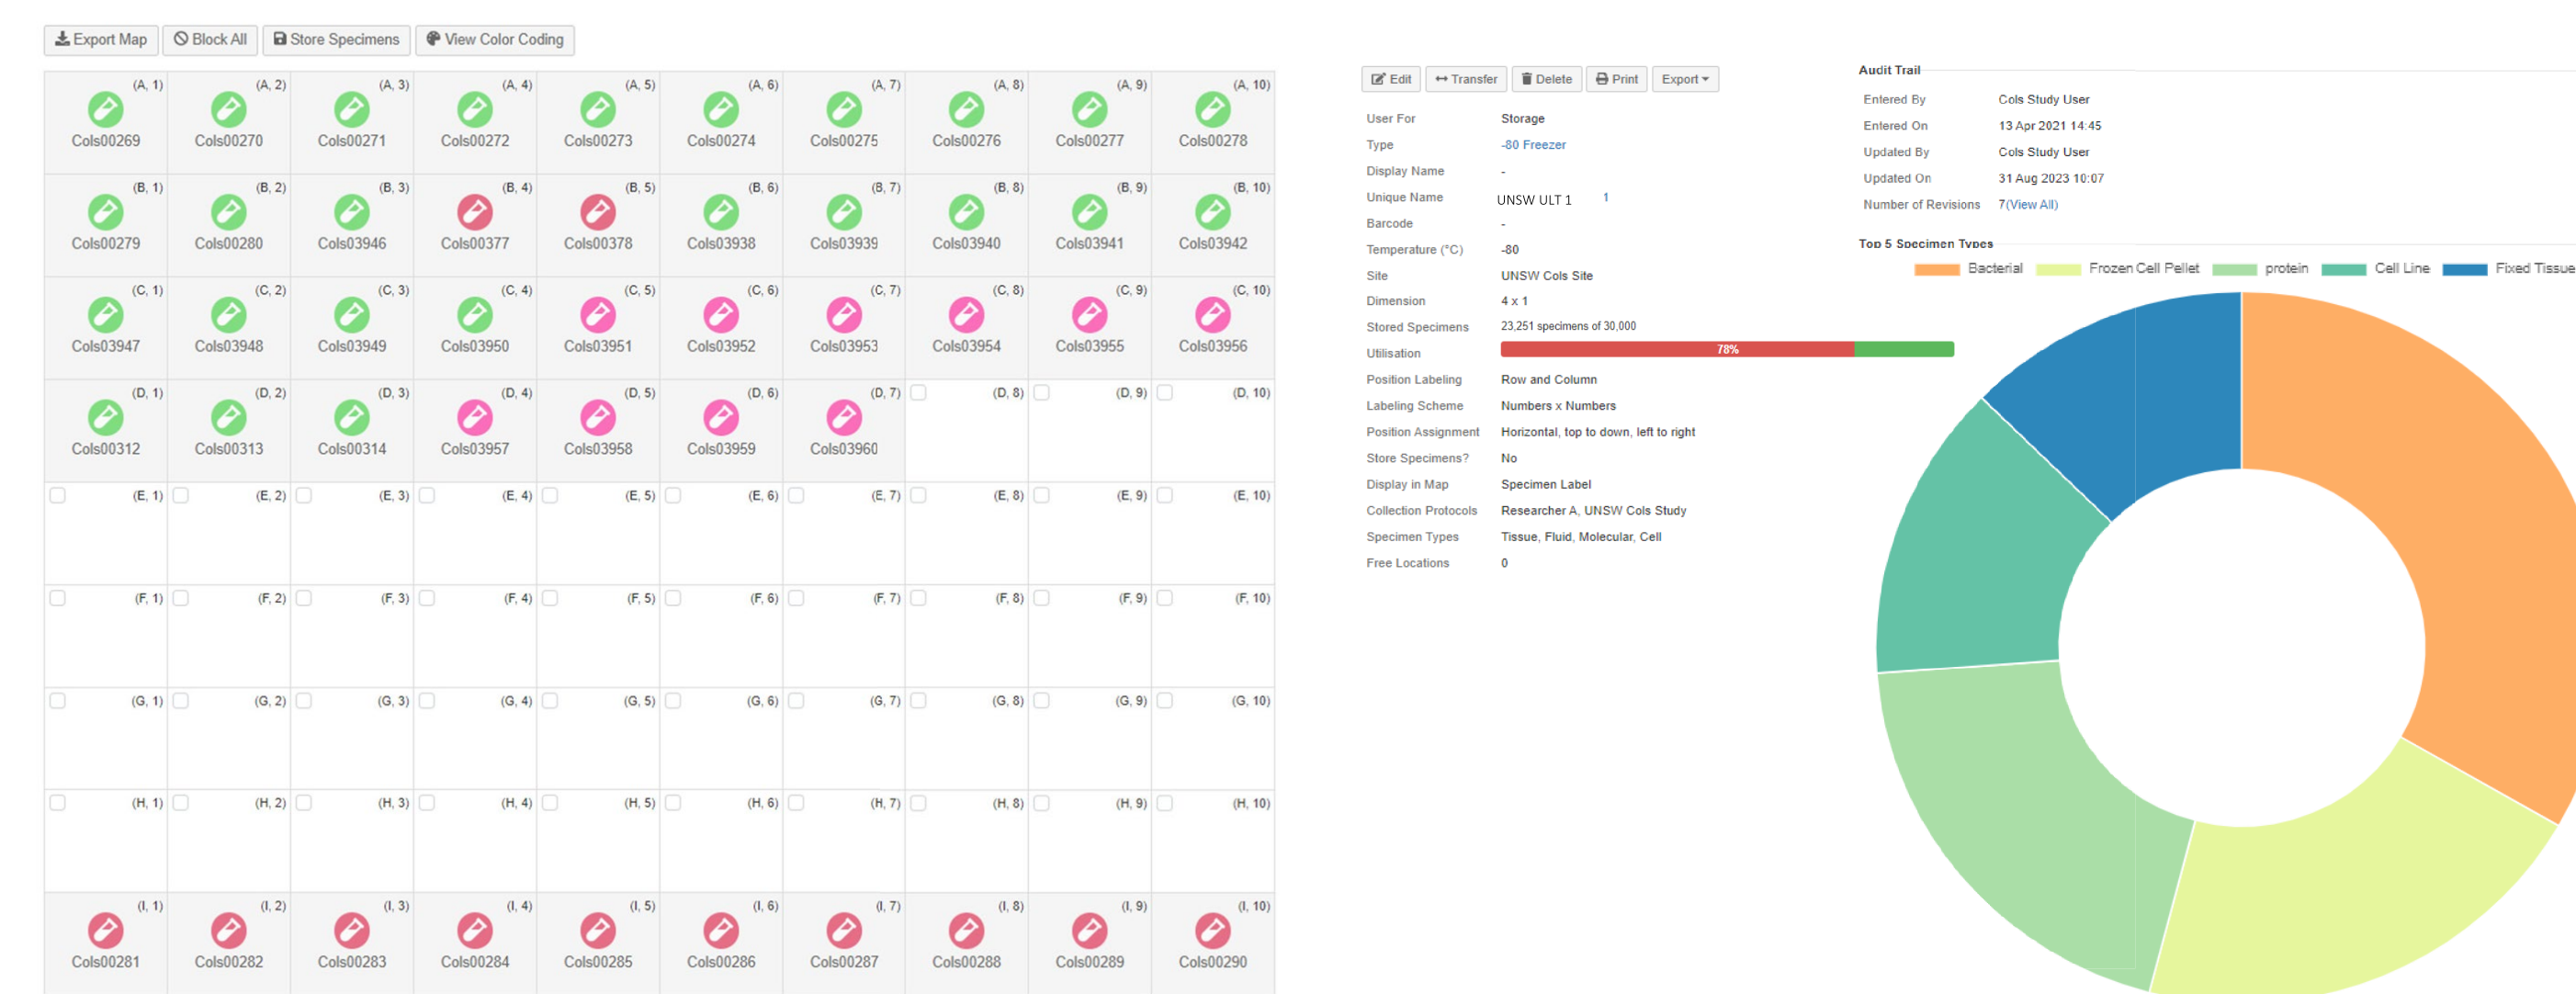 Export Map Block All Store Specimens View Color Coding
(A, 1) (A, 2) (A, 3) (A, 4) (A, 5) (A, 6) (A, 7) (A, 8) (A, 9) (A, 10)
Cols00269 Cols00270 Cols00271 Cols00272 Cols00273 Cols00274 Cols00275 Cols00276 Cols00277 Cols00278
(B, 1) (B, 2) (B, 3) (B, 4) (B, 5) (B, 6) (B, 7) (B, 8) (B, 9) (B, 10)
Cols00279 Cols00280 Cols03946 Cols00377 Cols00378 Cols03938 Cols03939 Cols03940 Cols03941 Cols03942
(C, 1) (C, 2) (C, 3) (C, 4) (C, 5) (C, 6) (C, 7) (C, 8) (C, 9) (C, 10)
Cols03947 Cols03948 Cols03949 Cols03950 Cols03951 Cols03952 Cols03953 Cols03954 Cols03955 Cols03956
(D, 1) (D, 2) (D, 3) (D, 4) (D, 5) (D, 6) (D, 7) (D, 8) (D, 9) (D, 10)
Cols00312 Cols00313 Cols00314 Cols03957 Cols03958 Cols03959 Cols03960
(E, 1) (E, 2) (E, 3) (E, 4) (E, 5) (E, 6) (E, 7) (E, 8) (E, 9) (E, 10)
(F, 1) (F, 2) (F, 3) (F, 4) (F, 5) (F, 6) (F, 7) (F, 8) (F, 9) (F, 10)
(G, 1) (G, 2) (G, 3) (G, 4) (G, 5) (G, 6) (G, 7) (G, 8) (G, 9) (G, 10)
(H, 1) (H, 2) (H, 3) (H, 4) (H, 5) (H, 6) (H, 7) (H, 8) (H, 9) (H, 10)
(I, 1) (I, 2) (I, 3) (I, 4) (I, 5) (I, 6) (I, 7) (I, 8) (I, 9) (I, 10)
Cols00281 Cols00282 Cols00283 Cols00284 Cols00285 Cols00286 Cols00287 Cols00288 Cols00289 Cols00290
Edit Transfer Delete Print Export
User For Storage
Type -80 Freezer
Display Name -
Unique Name UNSW ULT 1 1
Barcode -
Temperature (°C) -80
Site UNSW Cols Site
Dimension 4 x 1
Stored Specimens 23,251 specimens of 30,000
Utilisation 78%
Position Labeling Row and Column
Labeling Scheme Numbers x Numbers
Position Assignment Horizontal, top to down, left to right
Store Specimens? No
Display in Map Specimen Label
Collection Protocols Researcher A, UNSW Cols Study
Specimen Types Tissue, Fluid, Molecular, Cell
Free Locations 0
Audit Trail
Entered By Cols Study User
Entered On 13 Apr 2021 14:45
Updated By Cols Study User
Updated On 31 Aug 2023 10:07
Number of Revisions 7(View All)
Top 5 Specimen Types
Bacterial Frozen Cell Pellet protein Cell Line Fixed Tissue